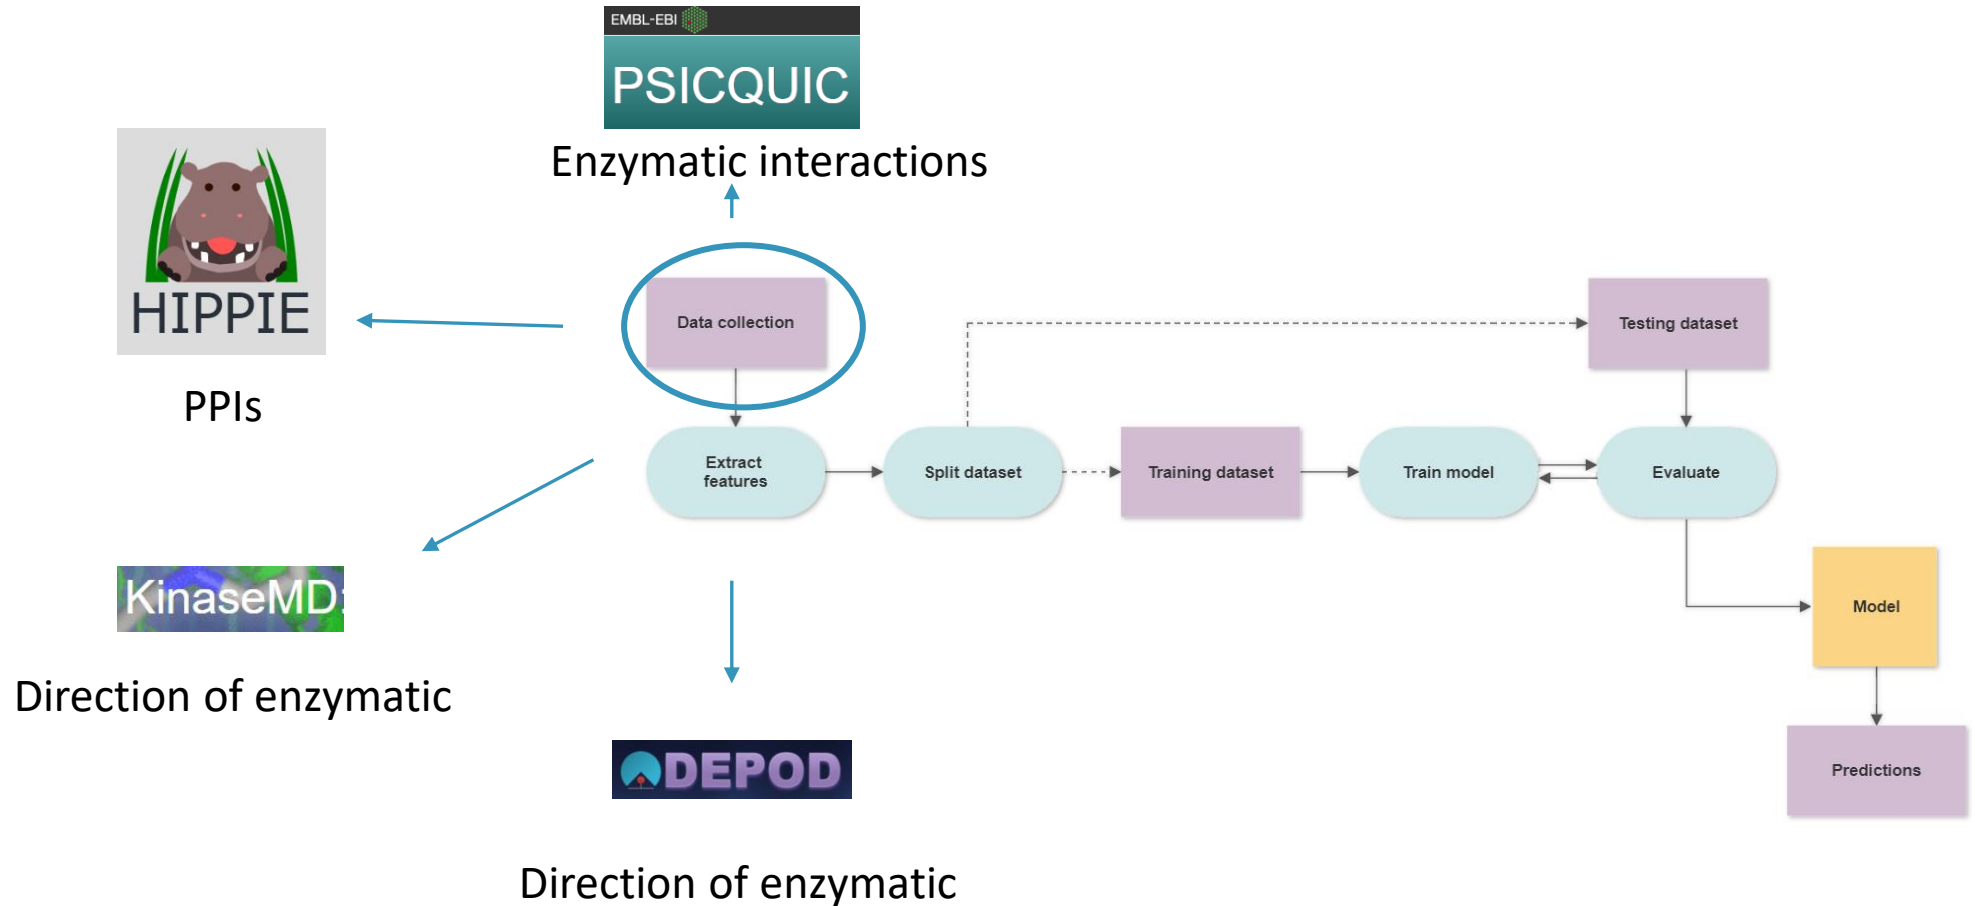 EMBL-EBI
PSICQUIC
Enzymatic interactions
HIPPIE
PPIs
Data collection
Testing dataset
Extract
features
Split dataset
Training dataset
Train model
Evaluate
KinaseMD:
Direction of enzymatic
Model
DEPOD
Predictions
Direction of enzymatic